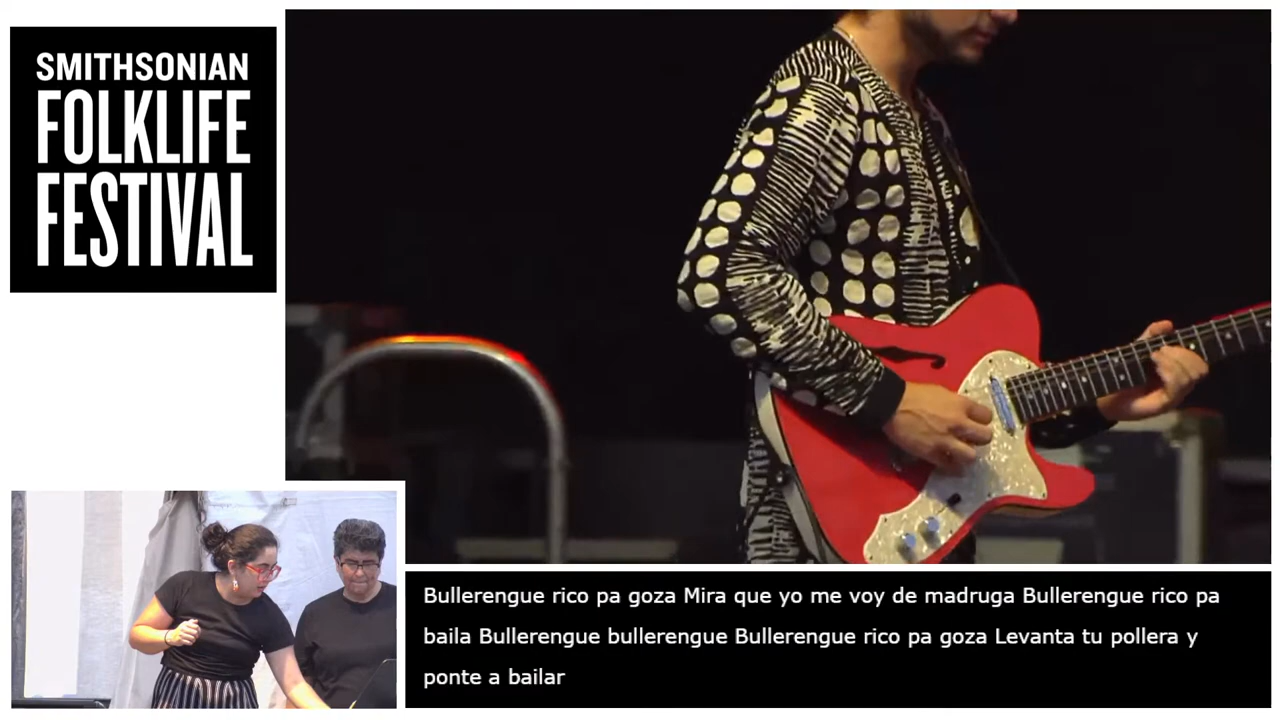 SMITHSONIAN
FOLKLIFE
FESTIVAL
Bullerengue rico pa goza Mira que yo me voy de madruga Bullerengue rico pa
baila Bullerengue bullerengue Bullerengue rico pa goza Levanta tu pollera y
ponte a bailar